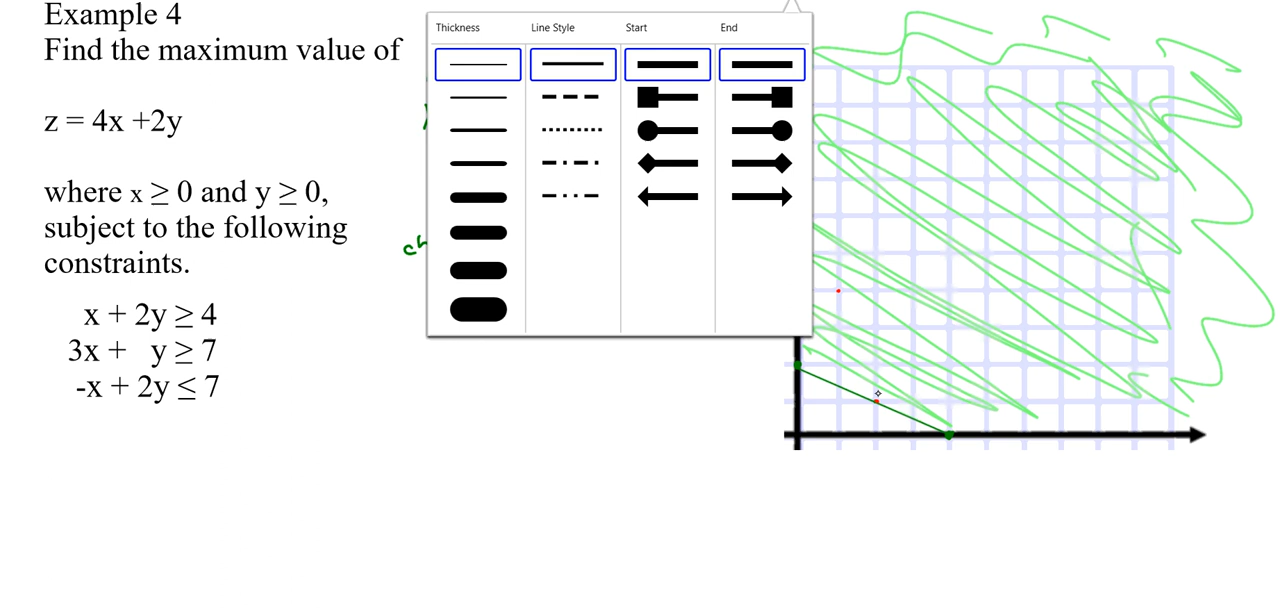 Example 4
Find the maximum value of
z = 4x +2y
where x ≥ 0 and y ≥ 0,
subject to the following
constraints.
x + 2y ≥ 4
3x + y ≥ 7
-x + 2y ≤ 7
Thickness Line Style Start End
ch